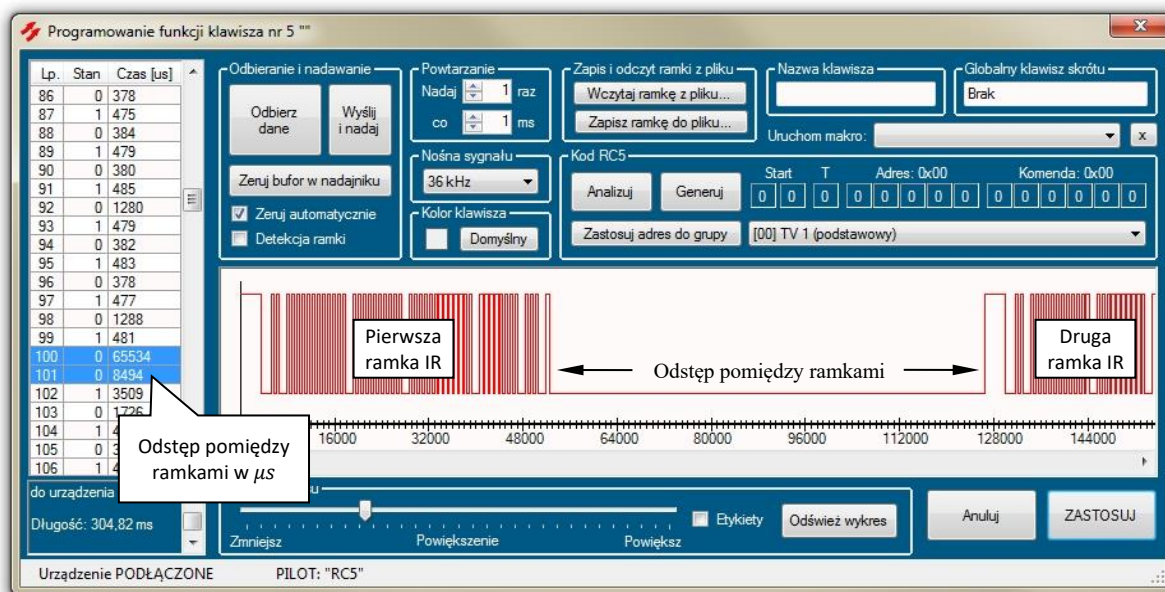 Programowanie funkcji klawisza nr 5 ""
Lp. Stan Czas [us]
86 0 378
87 1 475
88 0 384
89 1 479
90 0 380
91 1 485
92 0 1280
93 1 479
94 0 382
95 1 483
96 0 378
97 1 477
98 0 1288
99 1 481
100 0 65534
101 0 8494
102 1 3509
103 0 1726
104 1
105 0
106 1
Odstęp pomiędzy
ramkami w μs
do urządzenia
Długość: 304,82 ms
Odbieranie i nadawanie
Odbierz
dane
Wyślij
i nadaj
Zeruj bufor w nadajniku
Zeruj automatycznie
Detekcja ramki
Powtarzanie
Nadaj 1 raz
co 1 ms
Nośna sygnału
36 kHz
Kolor klawisza
Domyślny
Zapis i odczyt ramki z pliku
Wczytaj ramkę z pliku...
Zapisz ramkę do pliku...
Nazwa klawisza
Globalny klawisz skrótu
Brak
Uruchom makro: x
Kod RC5
Analizuj Generuj
Start T Adres: 0x00 Komenda: 0x00
0 0 0 0 0 0 0 0 0 0 0 0 0 0
Zastosuj adres do grupy [00] TV 1 (podstawowy)
Pierwsza
ramka IR
Odstęp pomiędzy ramkami
Druga
ramka IR
16000 32000 48000 64000 80000 96000 112000 128000 144000
Zmniejsz Powiększenie Powiększ
Etykiety
Odśwież wykres
Anuluj
ZASTOSUJ
Urządzenie PODŁĄCZONE PILOT: "RC5"